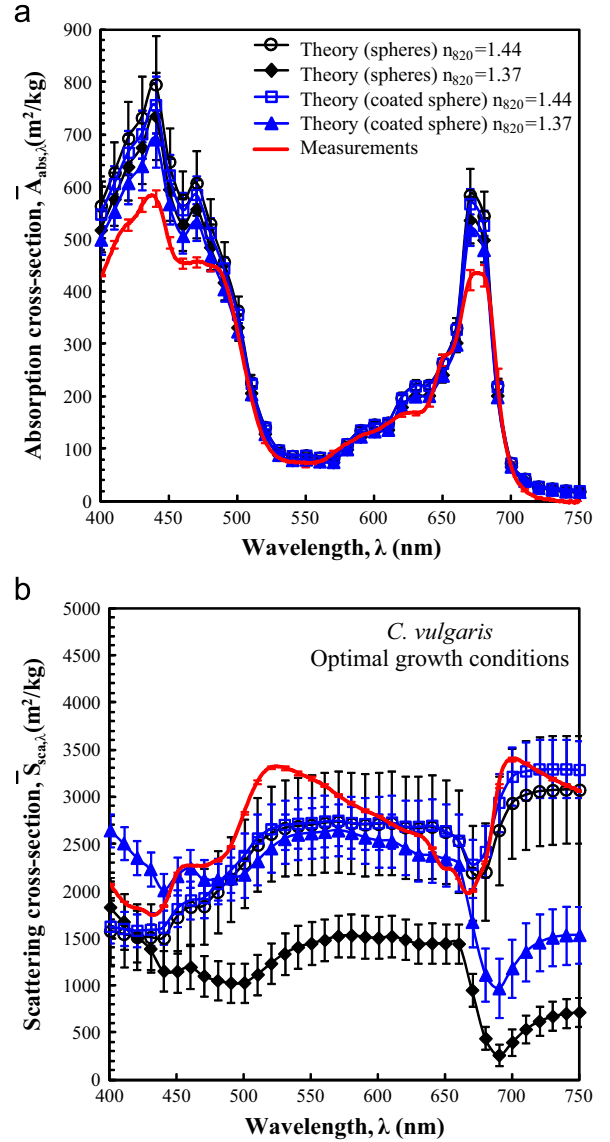 a
900
800
700
600
500
400
300
200
100
0
Absorption cross-section, A̅abs,λ(m²/kg)
Theory (spheres) n820=1.44
Theory (spheres) n820=1.37
Theory (coated sphere) n820=1.44
Theory (coated sphere) n820=1.37
Measurements
400 450 500 550 600 650 700 750
Wavelength, λ (nm)
b
5000
4500
4000
3500
3000
2500
2000
1500
1000
500
0
Scattering cross-section, S̅sca,λ(m²/kg)
C. vulgaris
Optimal growth conditions
400 450 500 550 600 650 700 750
Wavelength, λ (nm)